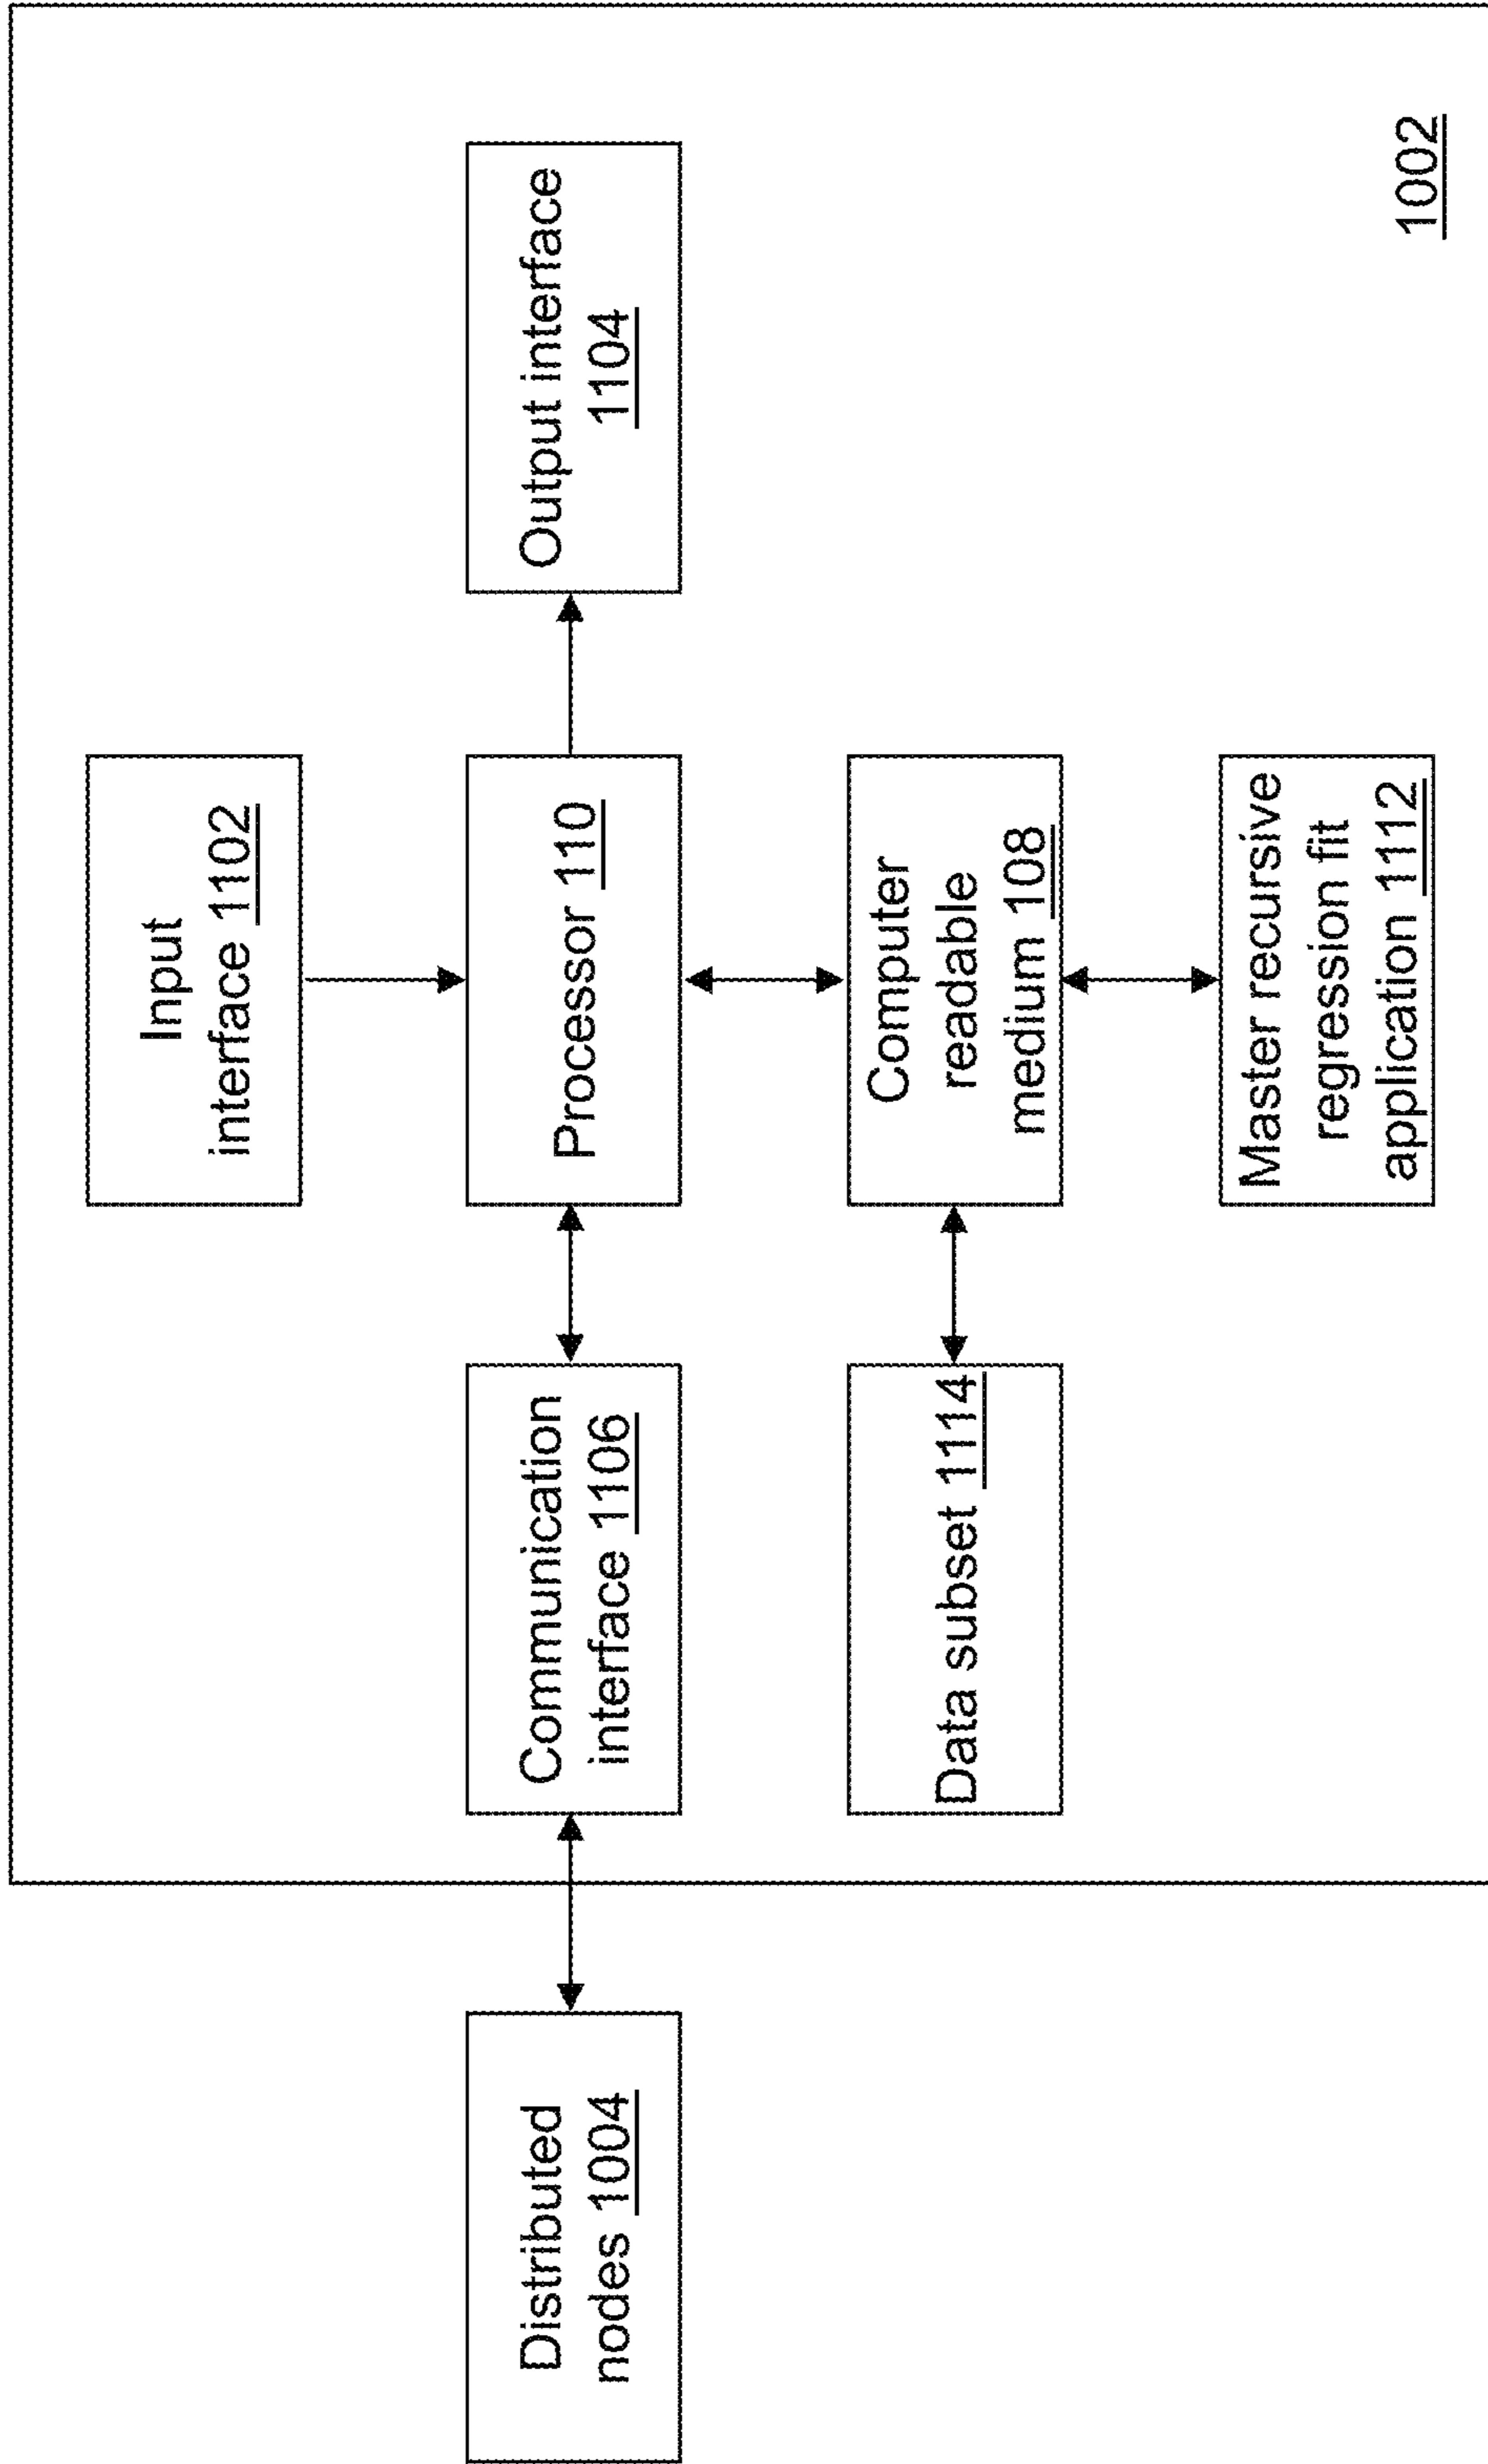 Input
interface 1102
Distributed
nodes 1004
Communication
interface 1106
Processor 110
Output interface
1104
Data subset 1114
Computer
readable
medium 108
Master recursive
regression fit
application 1112
1002